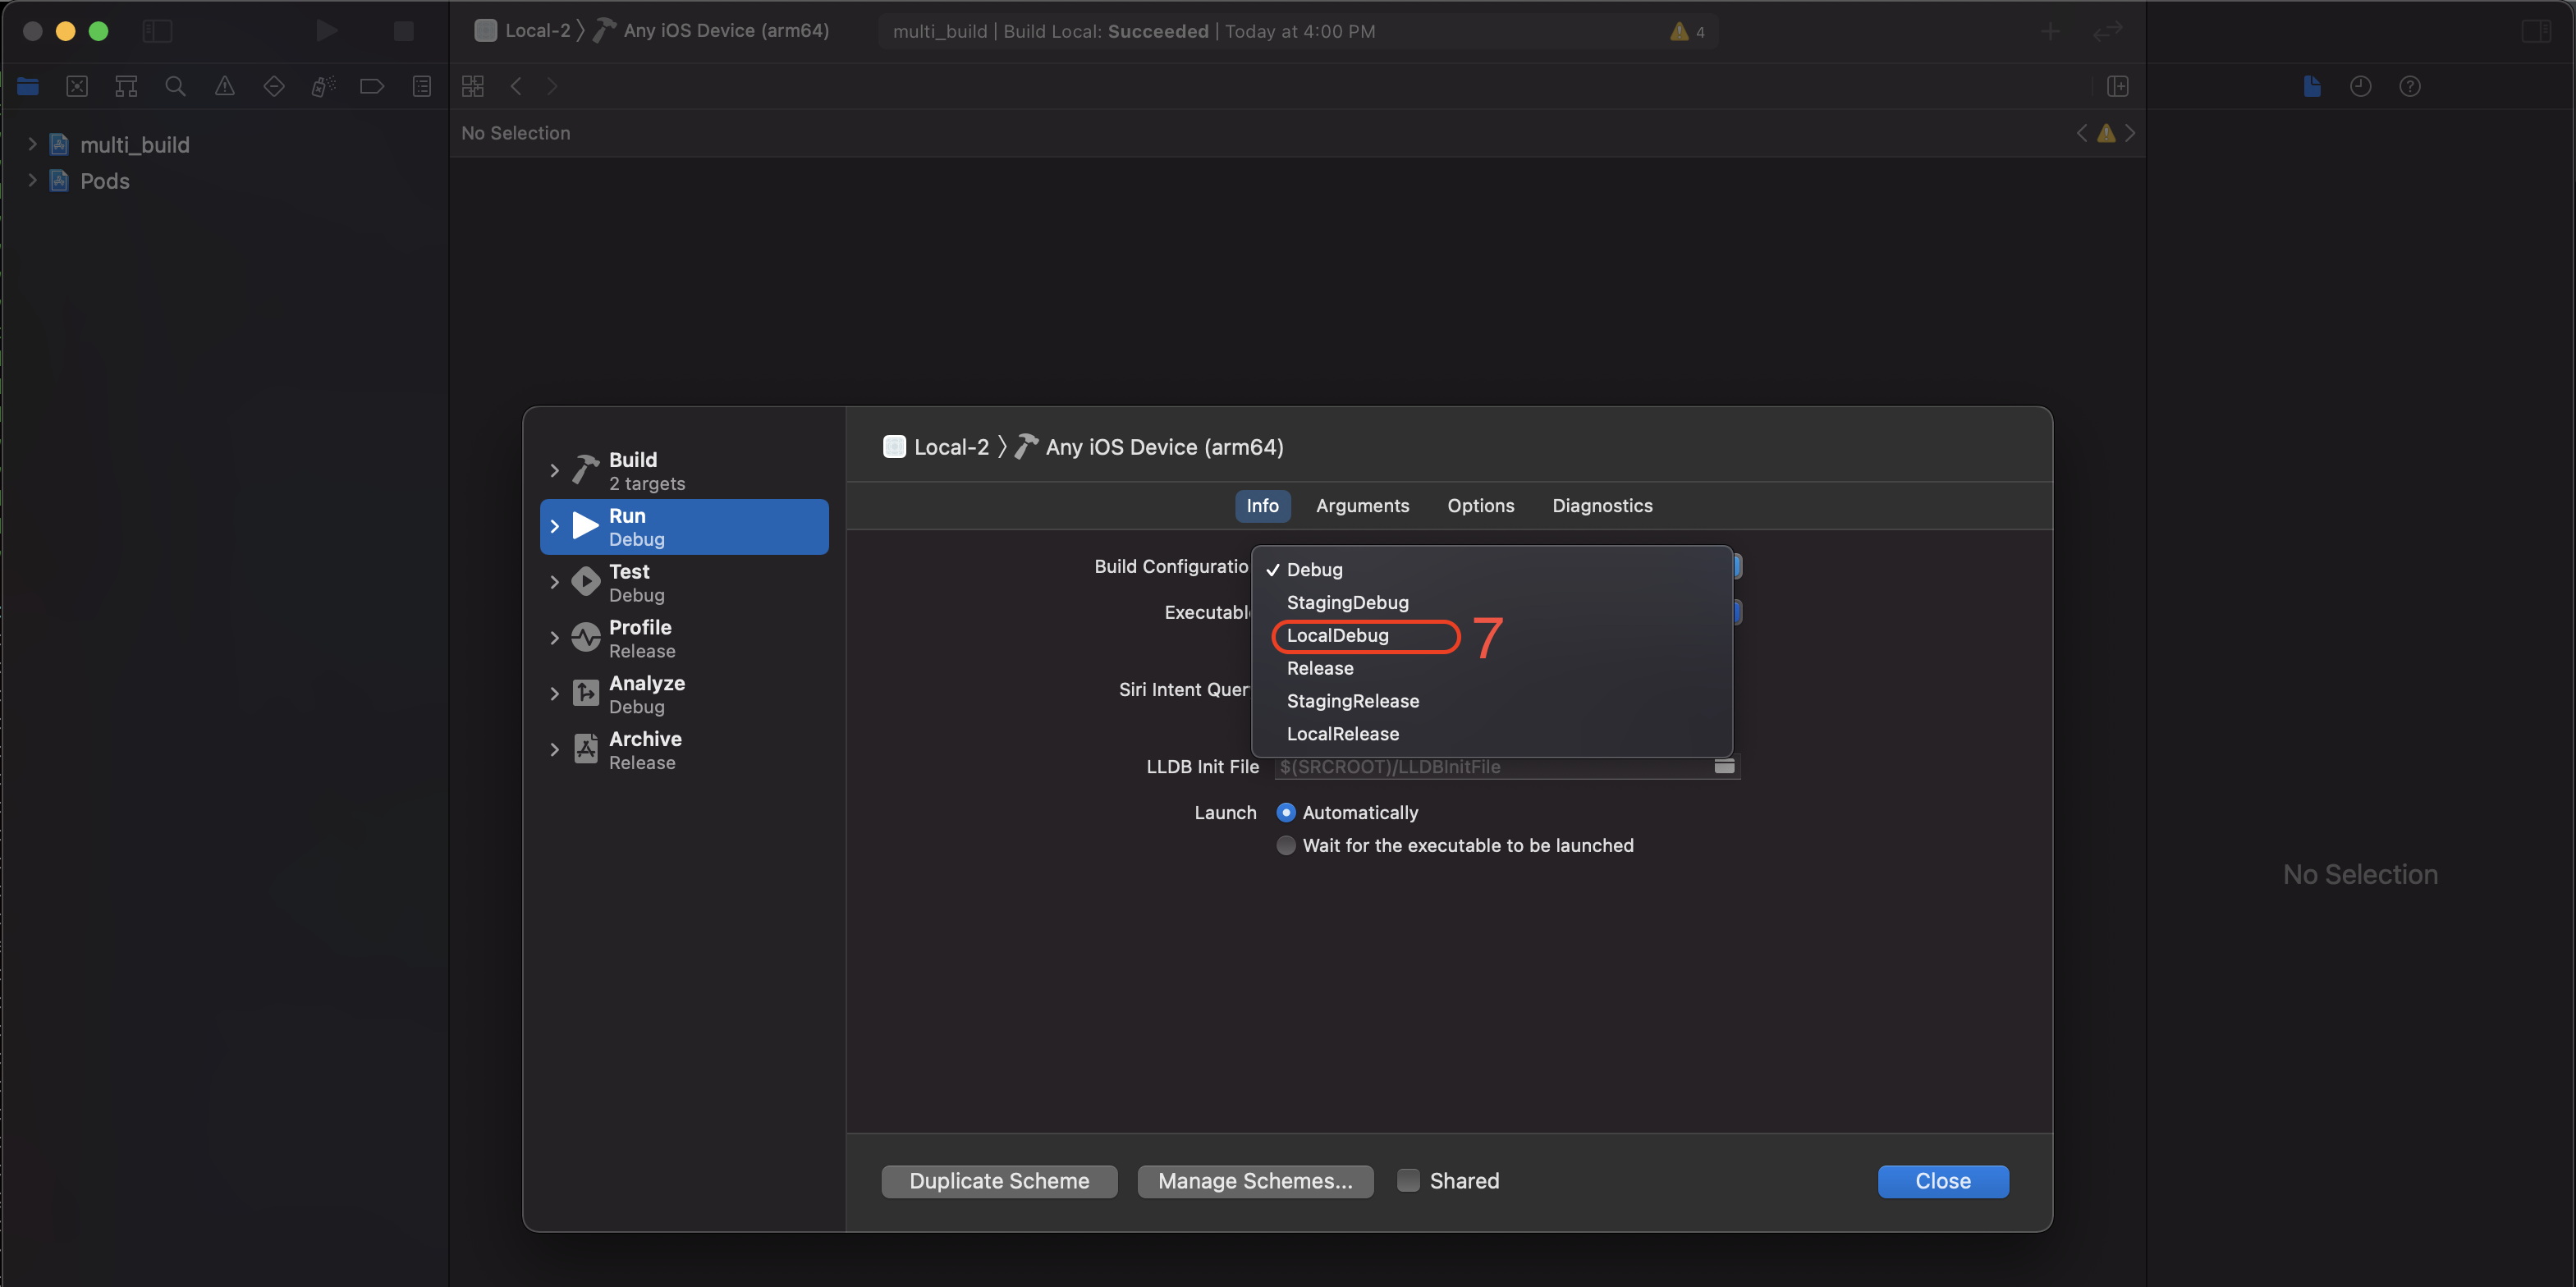 Local-2 〉 Any iOS Device (arm64)
multi_build | Build Local: Succeeded | Today at 4:00 PM
4
multi_build
Pods
No Selection
Build
2 targets
Run
Debug
Test
Debug
Profile
Release
Analyze
Debug
Archive
Release
Local-2 〉 Any iOS Device (arm64)
Info Arguments Options Diagnostics
Build Configuratio
✓ Debug
StagingDebug
LocalDebug 7
Release
StagingRelease
LocalRelease
Executabl
Siri Intent Quer
LLDB Init File $(SRCROOT)/LLDBInitFile
Launch Automatically
Wait for the executable to be launched
Duplicate Scheme Manage Schemes... Shared Close
No Selection